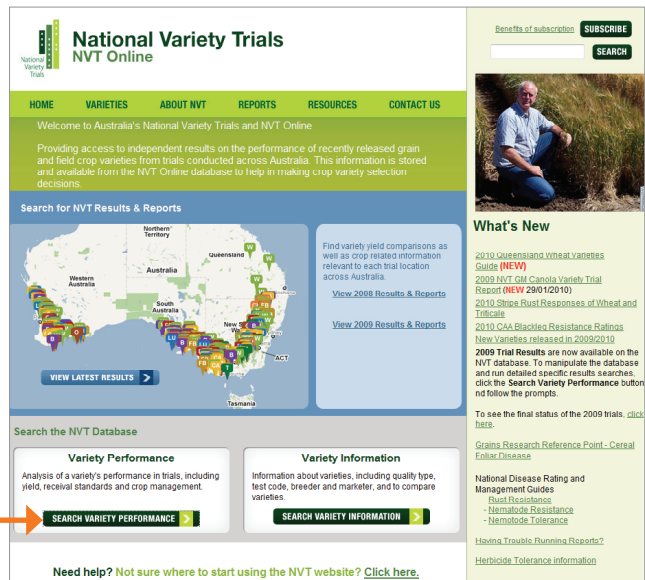 National
Variety
Trials
National Variety Trials
NVT Online
Benefits of subscription SUBSCRIBE
SEARCH
HOME VARIETIES ABOUT NVT REPORTS RESOURCES CONTACT US
Welcome to Australia's National Variety Trials and NVT Online
Providing access to independent results on the performance of recently released grain
and field crop varieties from trials conducted across Australia. This information is stored
and available from the NVT Online database to help in making crop variety selection
decisions.
Search for NVT Results & Reports
Northern
Territory
Queensland
Western
Australia
Australia
South
Australia
New S
Wa
ACT
Tasmania
VIEW LATEST RESULTS
Find variety yield comparisons as
well as crop related information
relevant to each trial location
across Australia.
View 2008 Results & Reports
View 2009 Results & Reports
What's New
2010 Queensland Wheat Varieties
Guide (NEW)
2009 NVT GM Canola Variety Trial
Report (NEW 29/01/2010)
2010 Stripe Rust Responses of Wheat and
Triticale
2010 CAA Blackleg Resistance Ratings
New Varieties released in 2009/2010
2009 Trial Results are now available on the
NVT database. To manipulate the database
and run detailed specific results searches,
click the Search Variety Performance button
nd follow the prompts.
To see the final status of the 2009 trials, click
here.
Grains Research Reference Point - Cereal
Foliar Disease
National Disease Rating and
Management Guides
- Rust Resistance
- Nematode Resistance
- Nemotode Tolerance
Having Trouble Running Reports?
Herbicide Tolerance information
Search the NVT Database
Variety Performance
Analysis of a variety's performance in trials, including
yield, receival standards and crop management.
SEARCH VARIETY PERFORMANCE
Variety Information
Information about varieties, including quality type,
test code, breeder and marketer, and to compare
varieties.
SEARCH VARIETY INFORMATION
Need help? Not sure where to start using the NVT website? Click here.